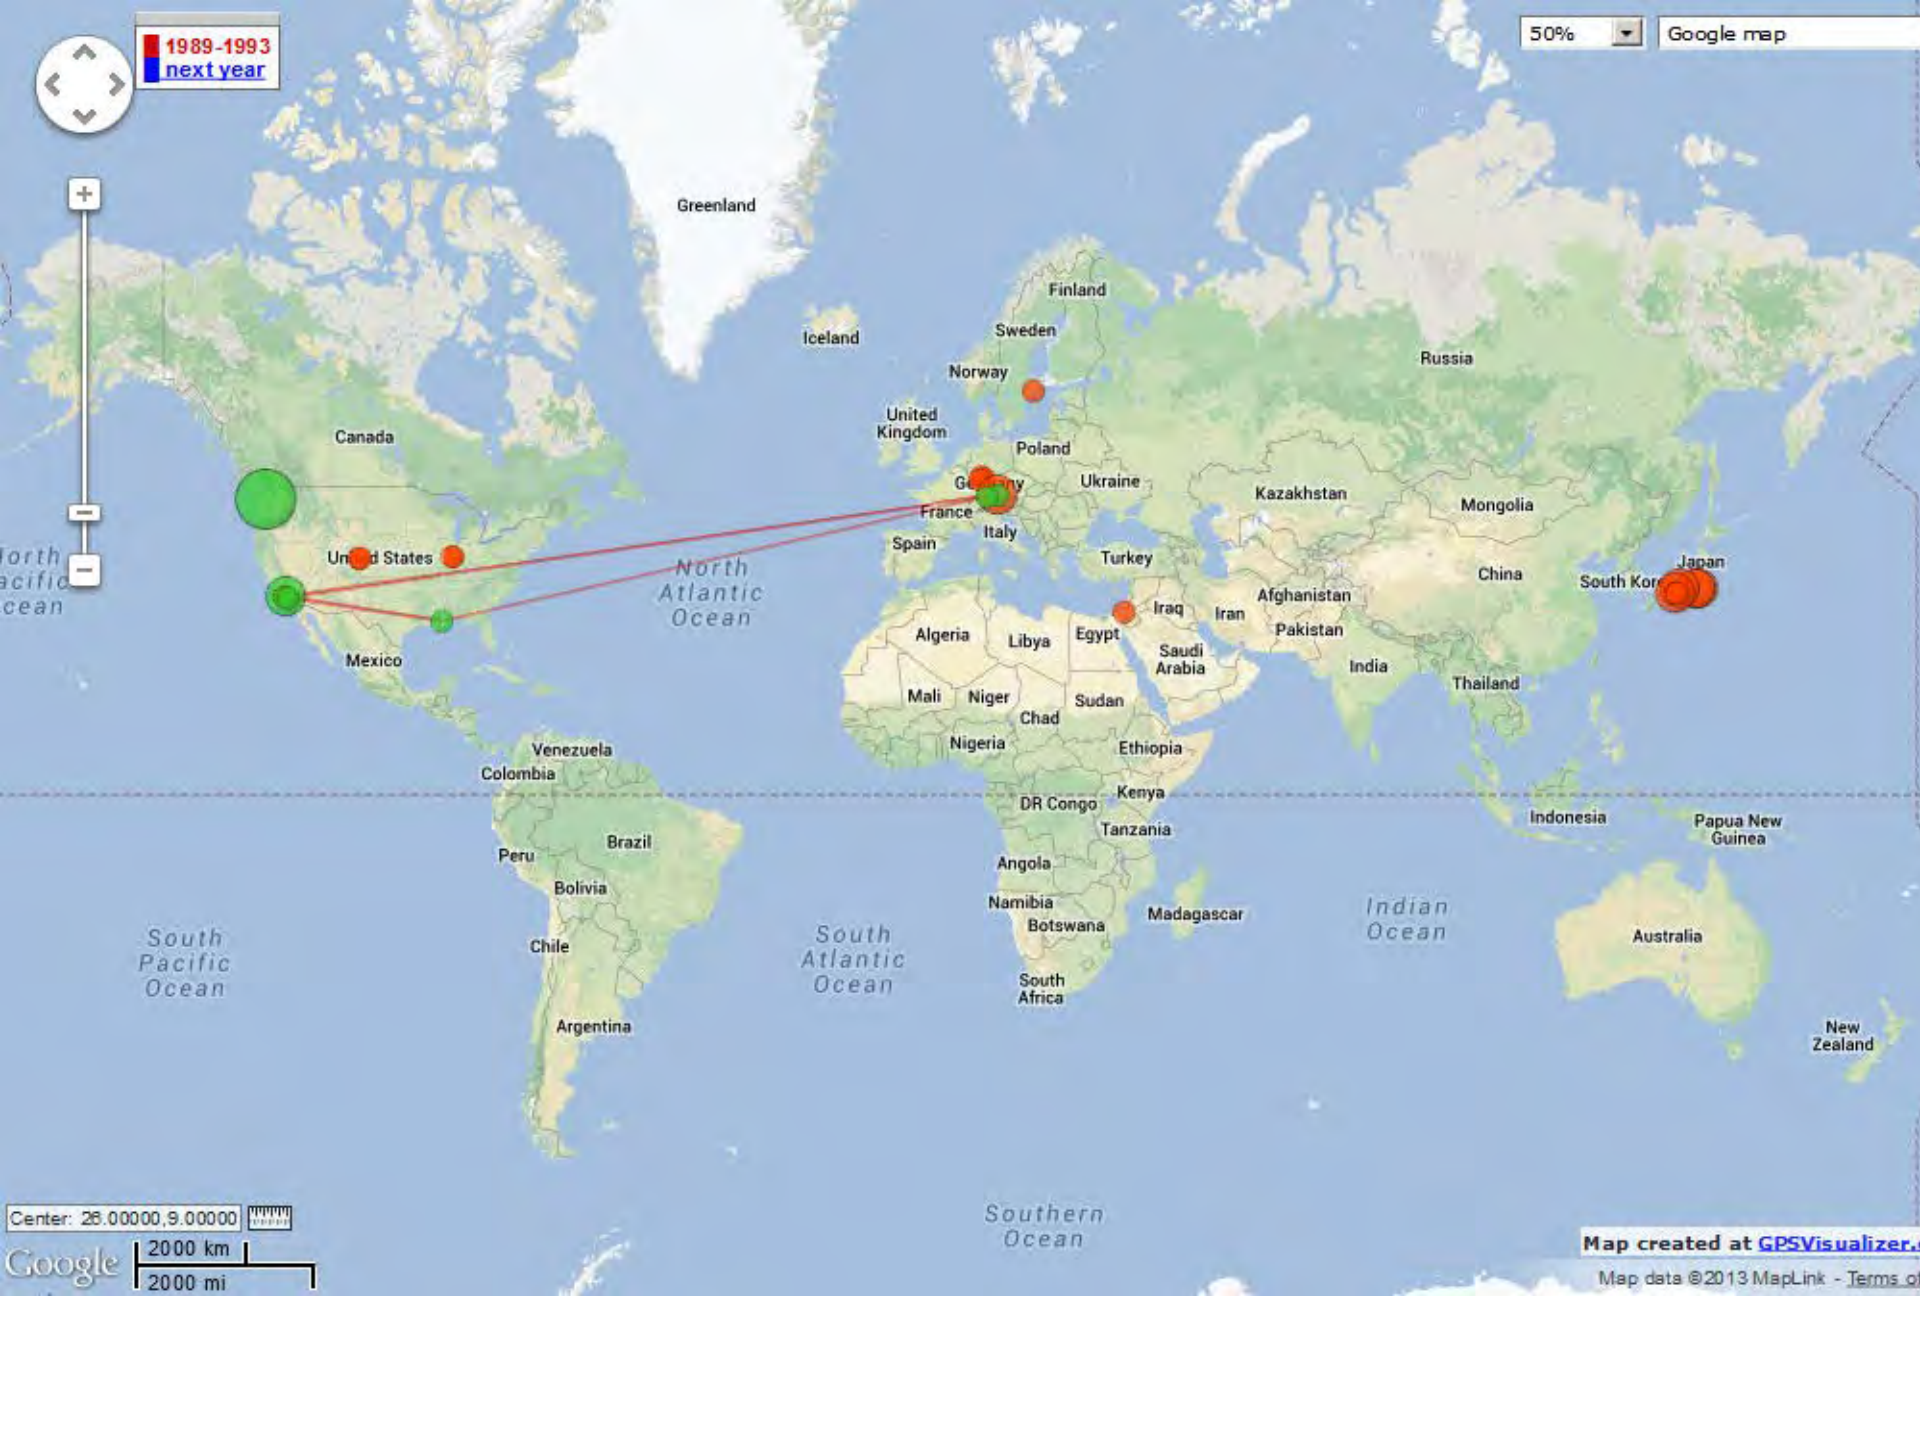 1989-1993
next year
50%
Google map
Greenland
Finland
Iceland
Sweden
Russia
Norway
United
Kingdom
Canada
Poland
Ukraine
Kazakhstan
Mongolia
France
Italy
Spain
United States
Turkey
Japan
China
South
North
Atlantic
Ocean
Afghanistan
Iraq
Iran
Pakistan
Algeria
Libya
Egypt
Saudi
Arabia
India
Mexico
Thailand
Mali
Niger
Sudan
Chad
Nigeria
Ethiopia
Venezuela
Colombia
Kenya
DR Congo
Tanzania
Indonesia
Papua New
Guinea
Brazil
Peru
Angola
Bolivia
Namibia
Botswana
Madagascar
Indian
Ocean
Australia
South
Pacific
Ocean
Chile
South
Atlantic
Ocean
South
Africa
Argentina
New
Zealand
Southern
Ocean
Center: 26.00000,9.00000
Google
2000 km
2000 mi
Map created at GPSVisualizer.
Map data ©2013 MapLink - Terms of